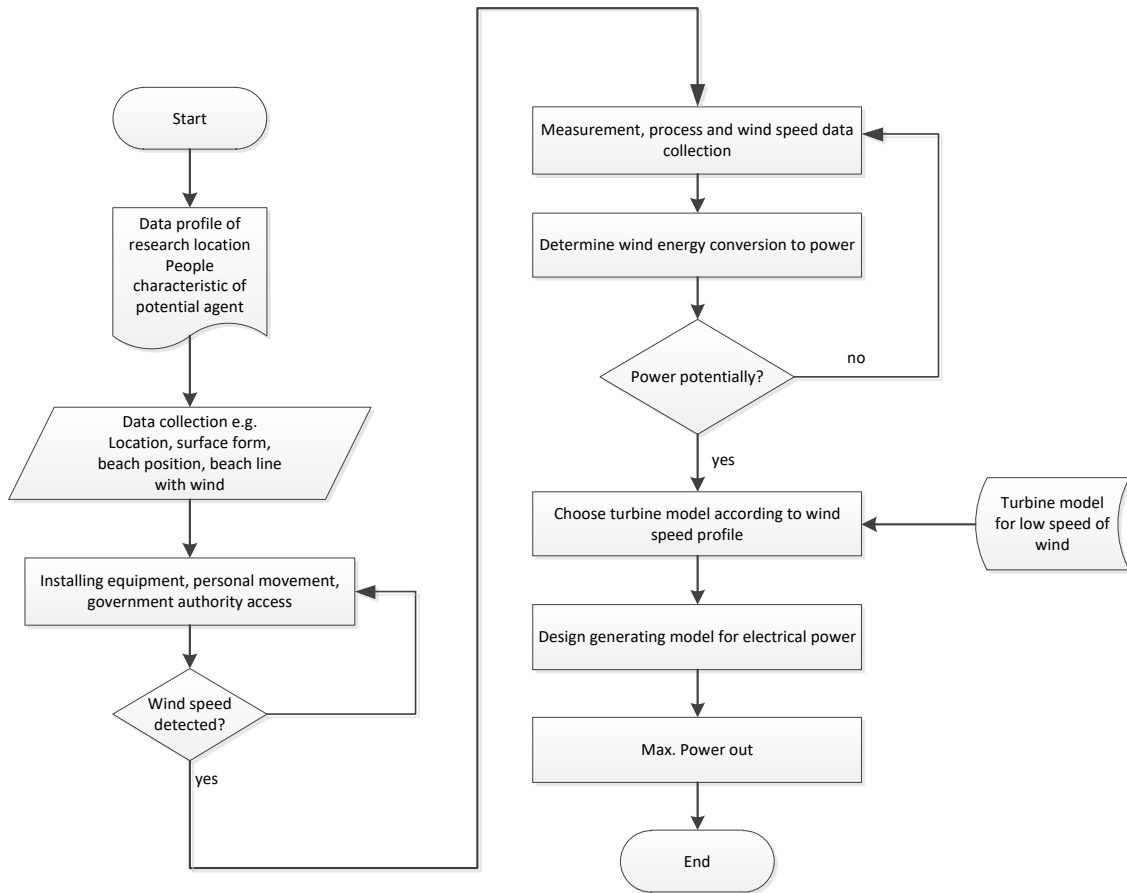 Start
Data profile of
research location
People
characteristic of
potential agent
Data collection e.g.
Location, surface form,
beach position, beach line
with wind
Installing equipment, personal movement,
government authority access
Wind speed
detected?
yes
Measurement, process and wind speed data
collection
Determine wind energy conversion to power
Power potentially?
no
yes
Choose turbine model according to wind
speed profile
Turbine model
for low speed of
wind
Design generating model for electrical power
Max. Power out
End